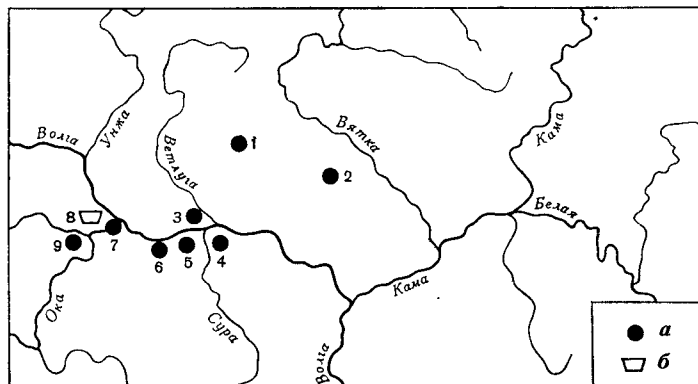 Волга
Унжа
Ветлуга
Вятка
Кама
Белая
1
2
3
4
5
6
7
8
9
Ока
Сура
Волга
Кама
а
б